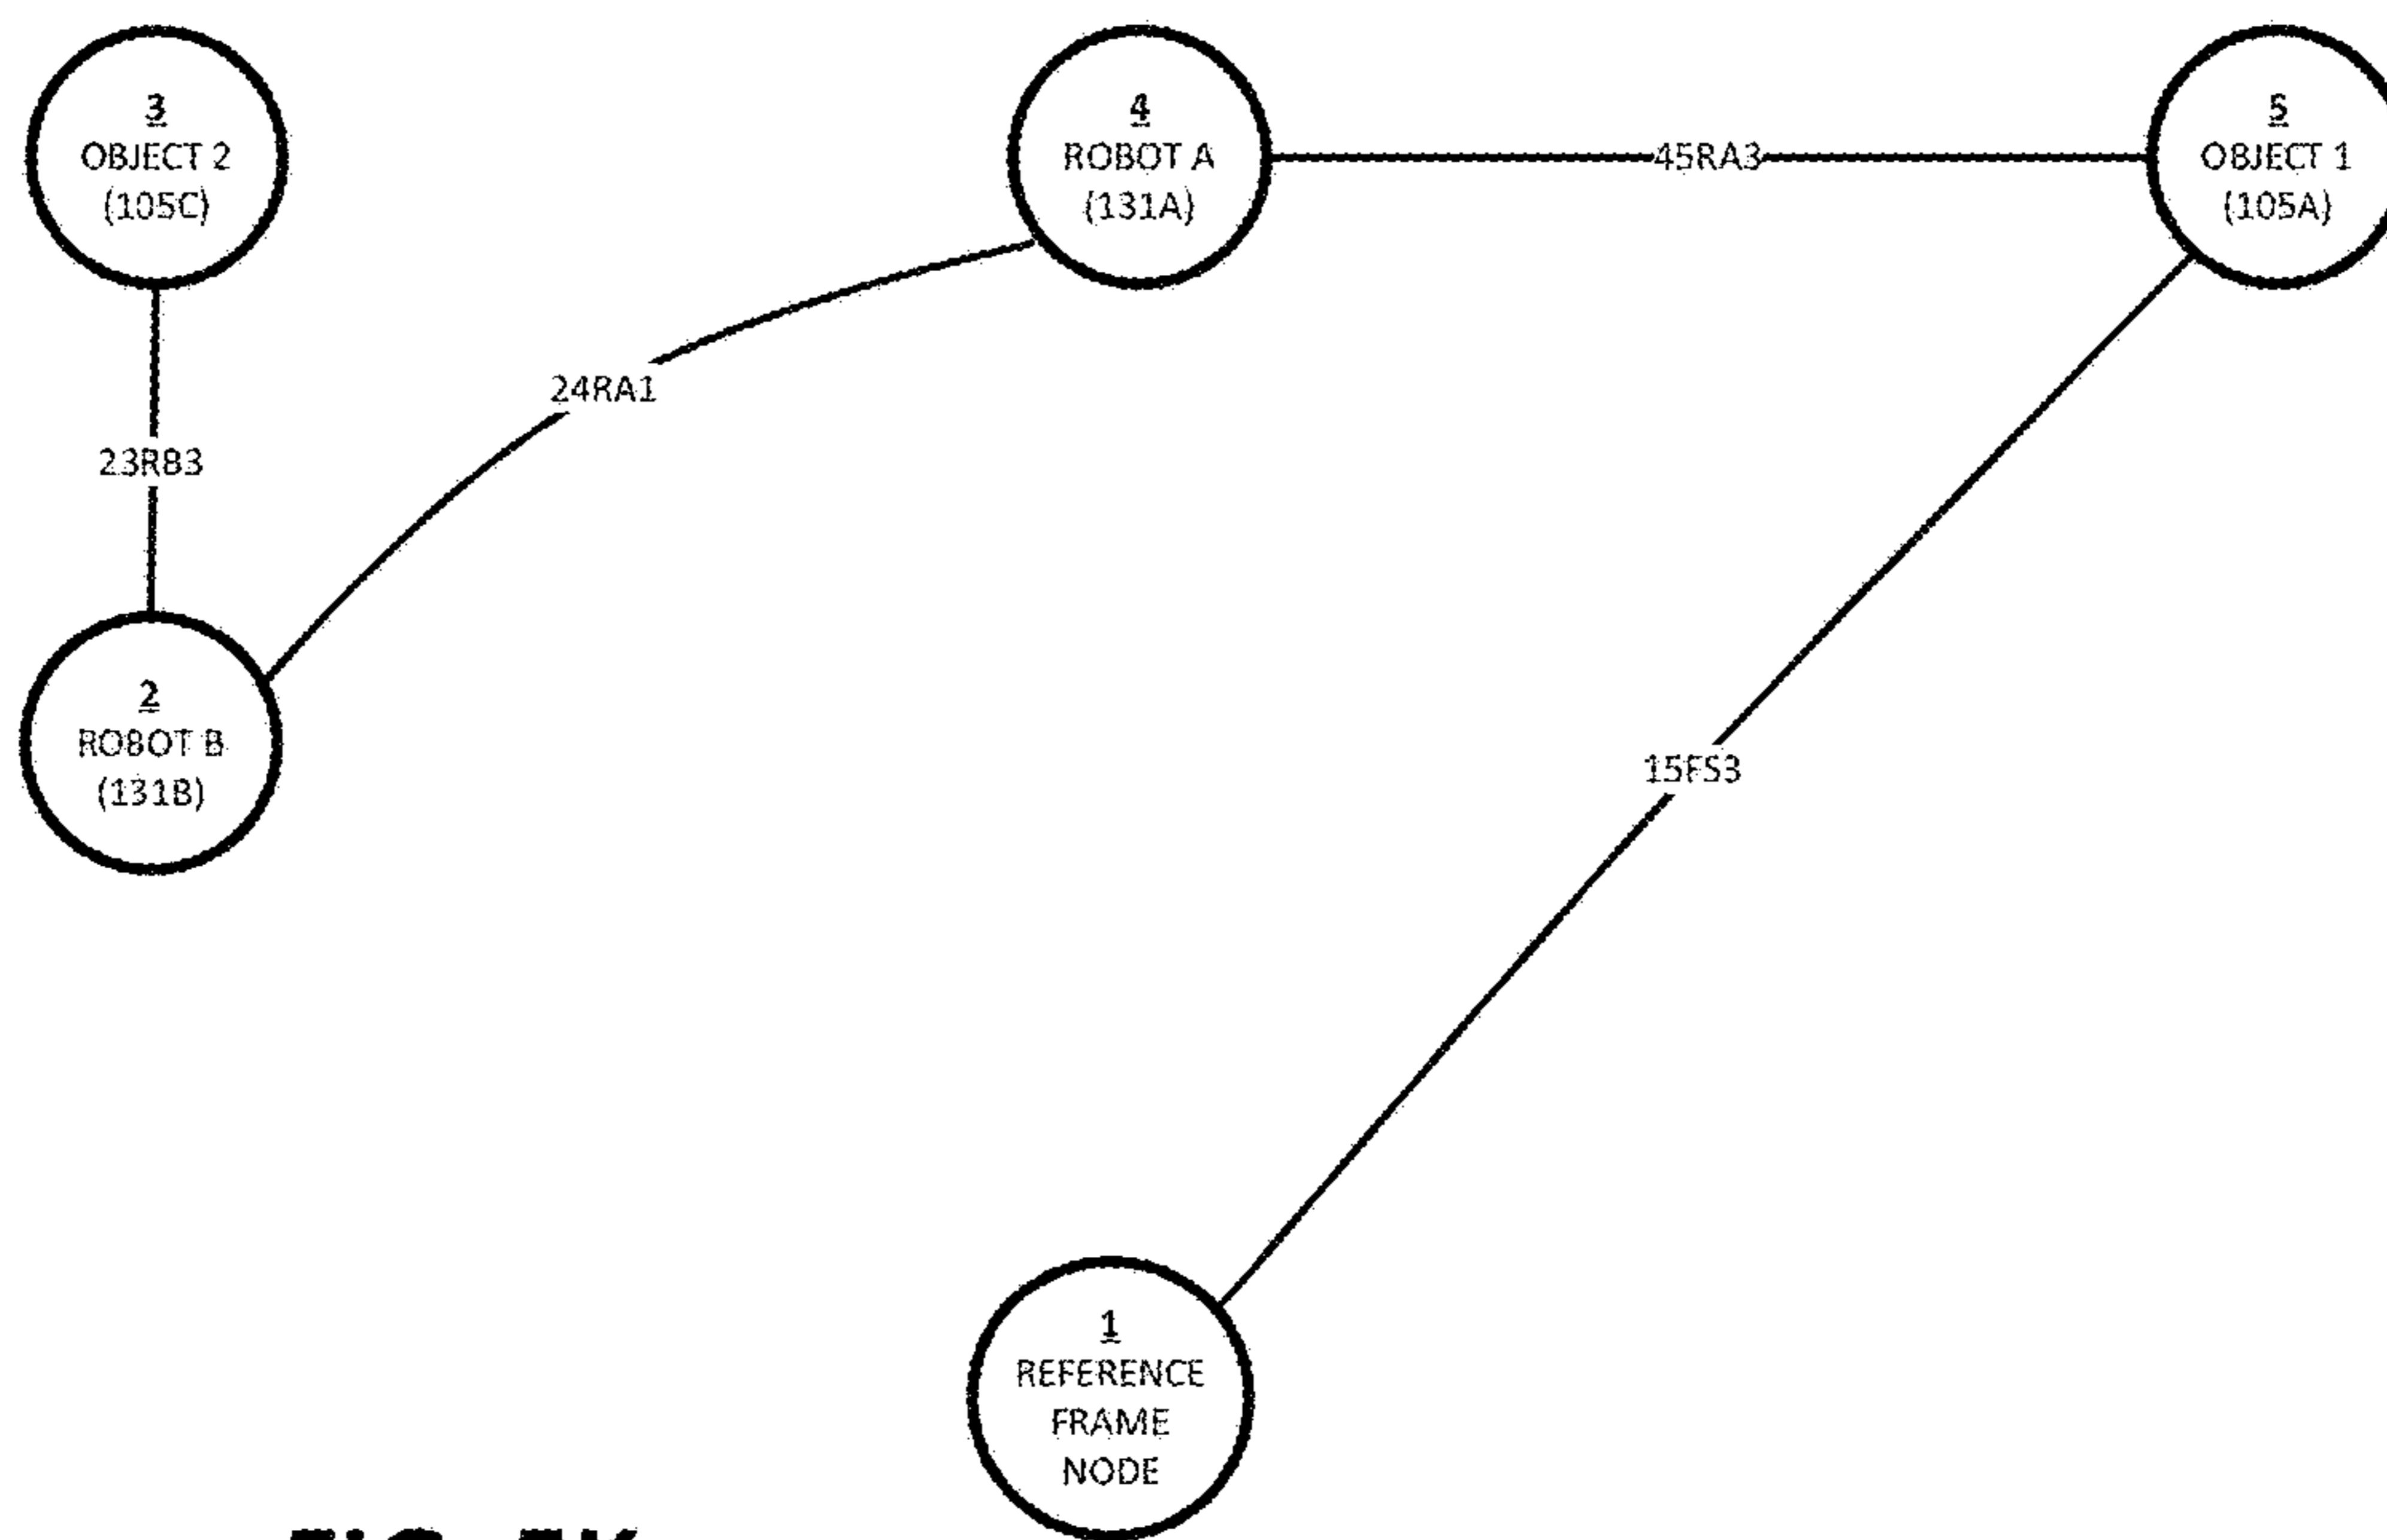 3
OBJECT 2
(105C)
4
ROBOT A
(131A)
45RA3
5
OBJECT 1
(105A)
24RA1
23RB3
2
ROBOT B
(131B)
15FS3
1
REFERENCE
FRAME
NODE